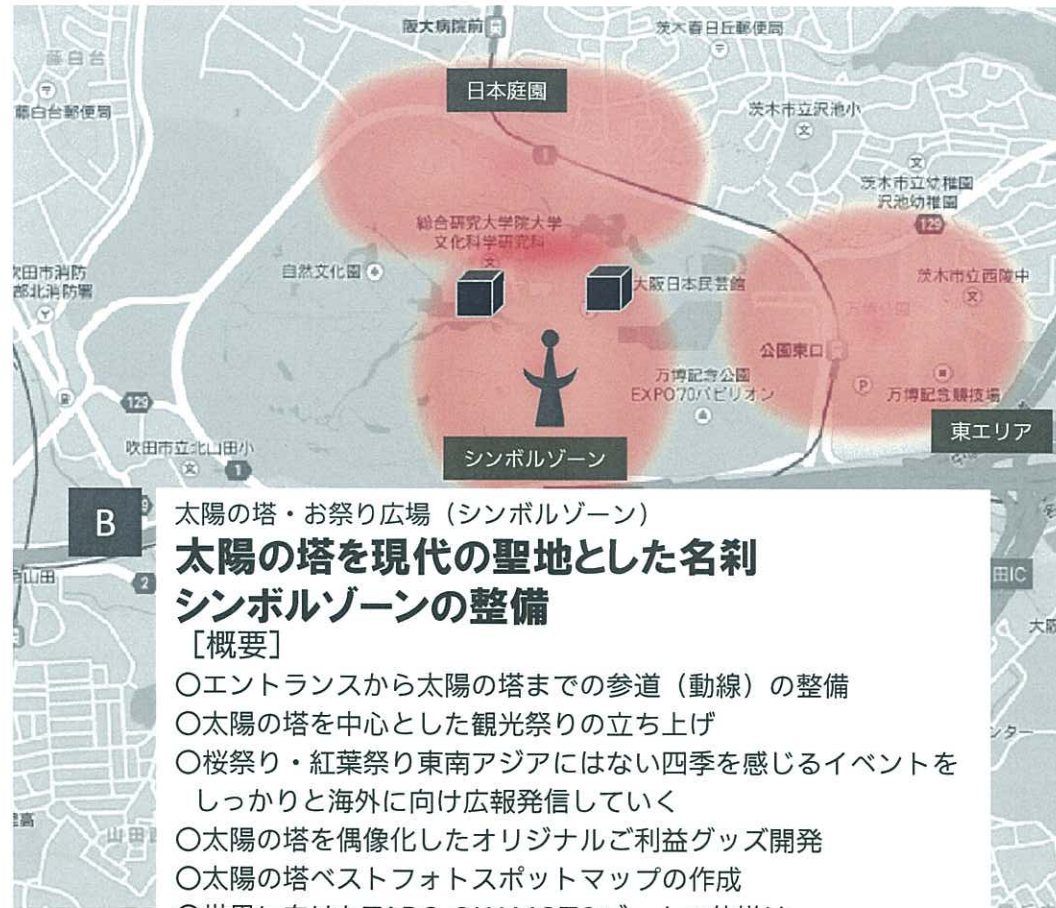 阪大病院前
茨木春日丘郵便局
藤白台
日本庭園
藤白台郵便局
茨木市立沢池小
文
1
文
茨木市立幼稚園
沢池幼稚園
総合研究大学院大学
文化科学研究科
文
129
自然文化園
大阪日本民芸館
茨木市立西陵中
文
吹田市消防
万博公園
公園東口
万博記念公園
EXPO'70パビリオン
P
万博記念競技場
129
東エリア
吹田市立北山田小
文
1
シンボルゾーン
B
太陽の塔・お祭り広場（シンボルゾーン）
太陽の塔を現代の聖地とした名刹
シンボルゾーンの整備
［概要］
2
田IC
○エントランスから太陽の塔までの参道（動線）の整備
○太陽の塔を中心とした観光祭りの立ち上げ
○桜祭り・紅葉祭り東南アジアにはない四季を感じるイベントを
しっかりと海外に向け広報発信していく
○太陽の塔を偶像化したオリジナルご利益グッズ開発
○太陽の塔ベストフォトスポットマップの作成